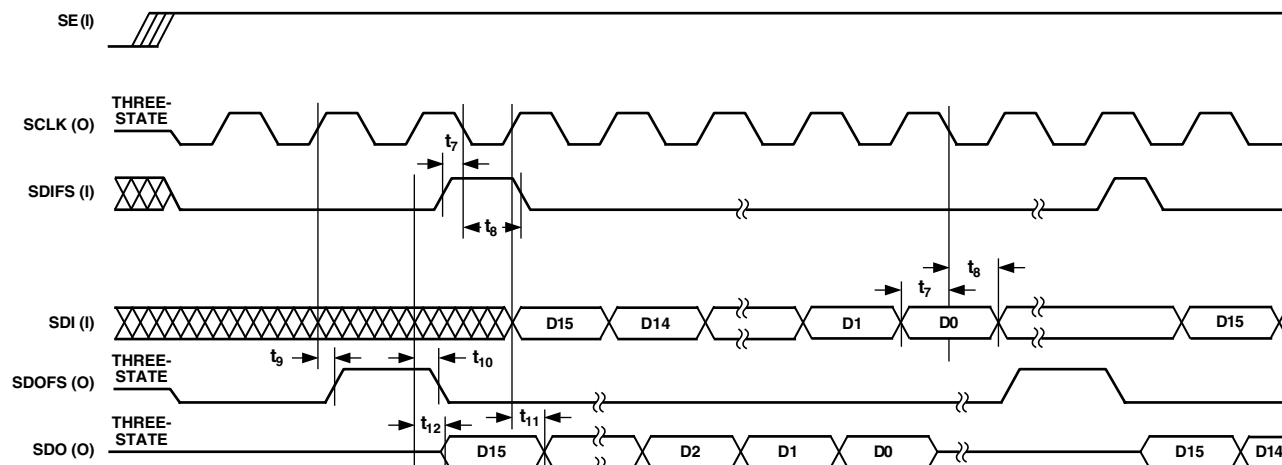 SE (I)
THREE-
STATE
SCLK (O)
t7
SDIFS (I)
t8
t8
t7
SDI (I)
D15
D14
D1
D0
D15
t9
t10
THREE-
STATE
SDOFS (O)
t12
t11
THREE-
STATE
SDO (O)
D15
D2
D1
D0
D15
D14